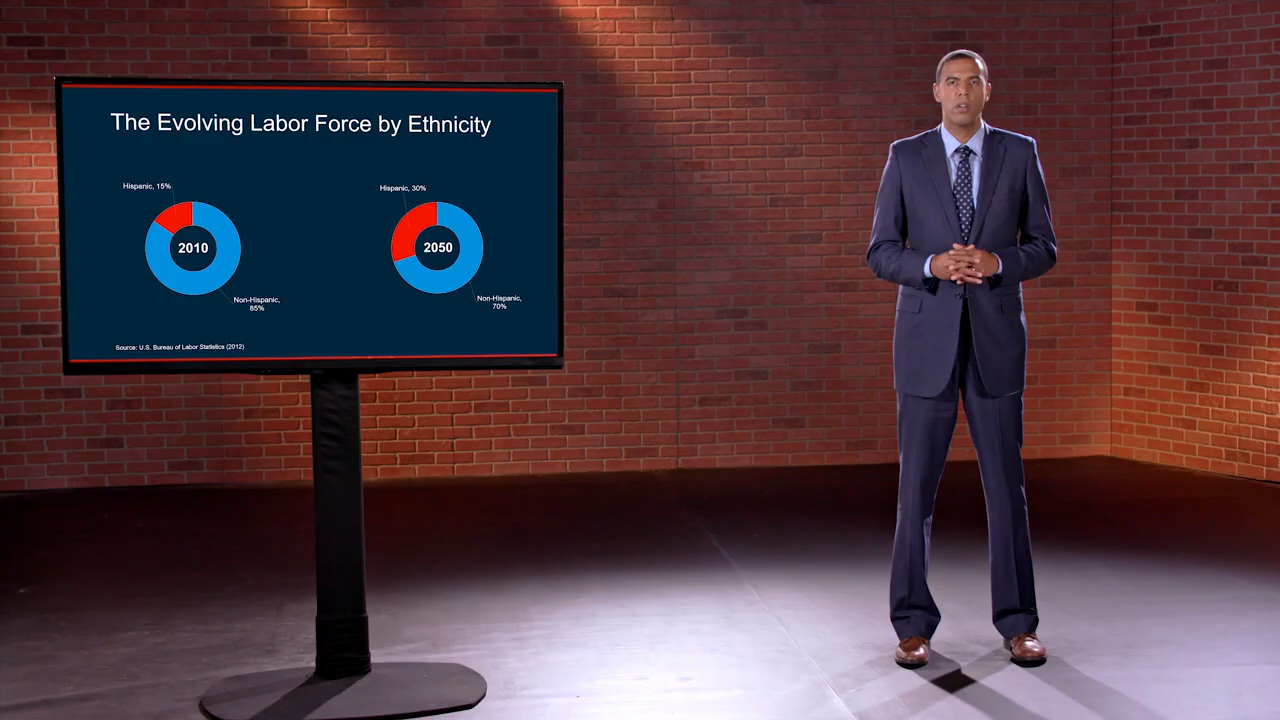 The Evolving Labor Force by Ethnicity
Hispanic, 15%
2010
Non-Hispanic,
85%
Hispanic, 30%
2050
Non-Hispanic,
70%
Source: U.S. Bureau of Labor Statistics (2012)